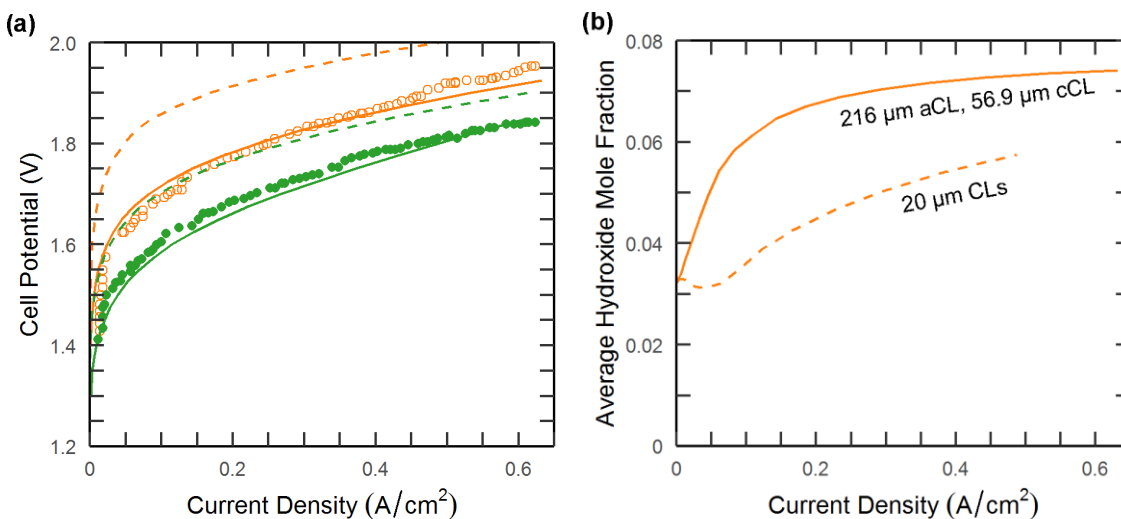 (a)
2.0
1.8
1.6
1.4
1.2
Cell Potential (V)
0
0.2
0.4
0.6
Current Density (A/cm²)
(b)
0.08
0.06
0.04
0.02
0
Average Hydroxide Mole Fraction
216 µm aCL, 56.9 µm cCL
20 µm CLs
0
0.2
0.4
0.6
Current Density (A/cm²)